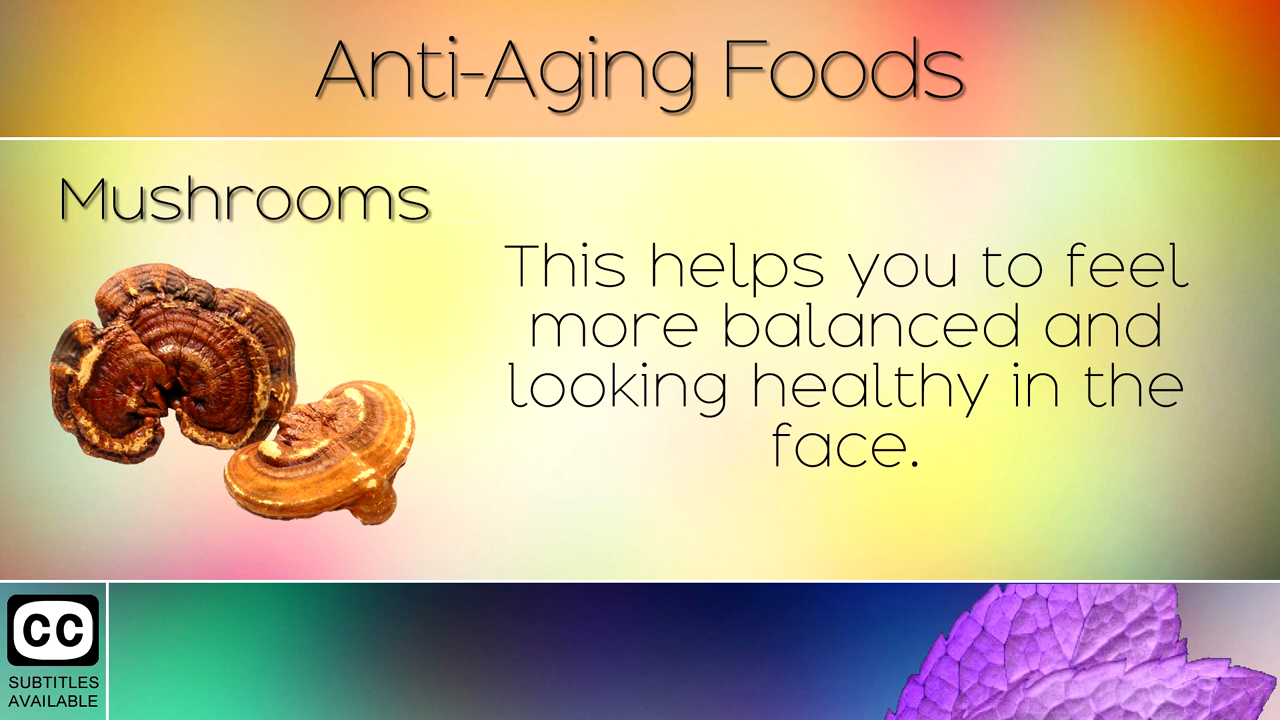 Anti-Aging Foods
Mushrooms
This helps you to feel
more balanced and
looking healthy in the
face.
CC
SUBTITLES
AVAILABLE